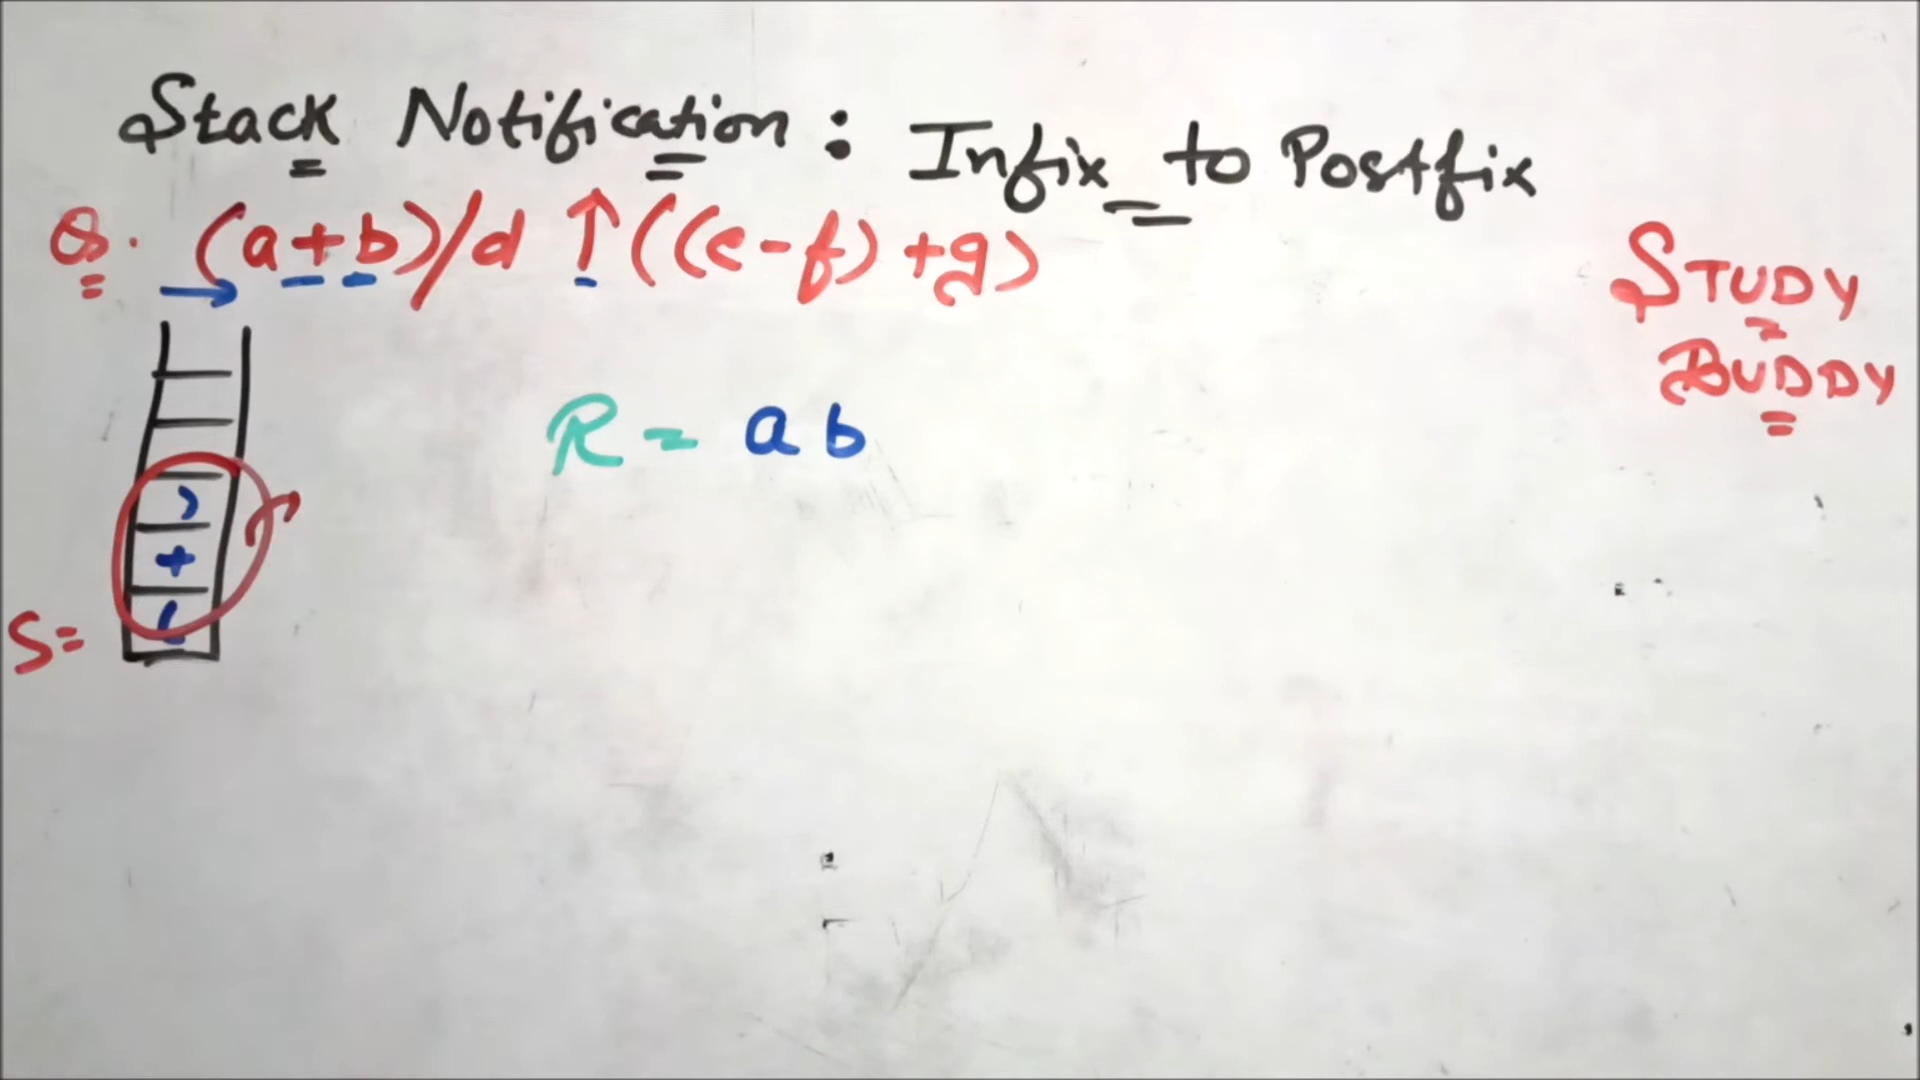 Stack Notification : Infix to Postfix
Q. (a+b)/d ↑((e-f)+g)
STUDY
BUDDY
R = a b
)
+
(
S=